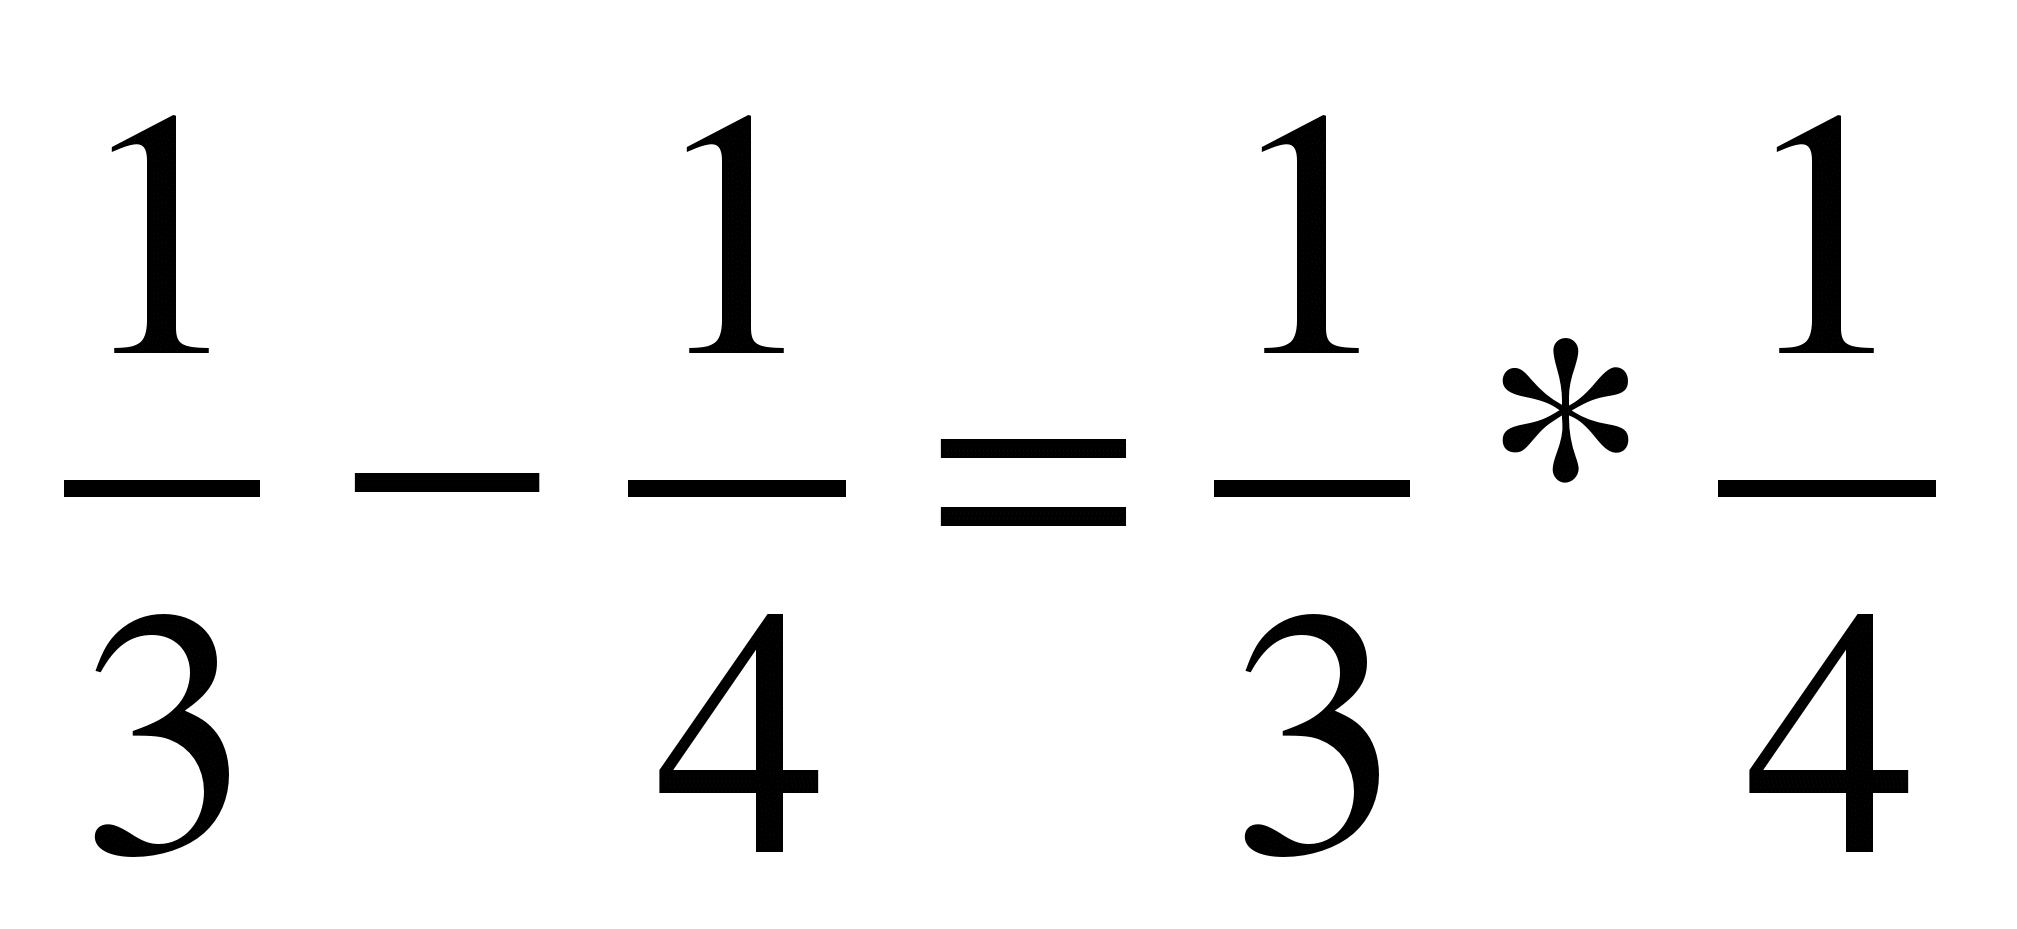 1/3 − 1/4 = 1/3 * 1/4